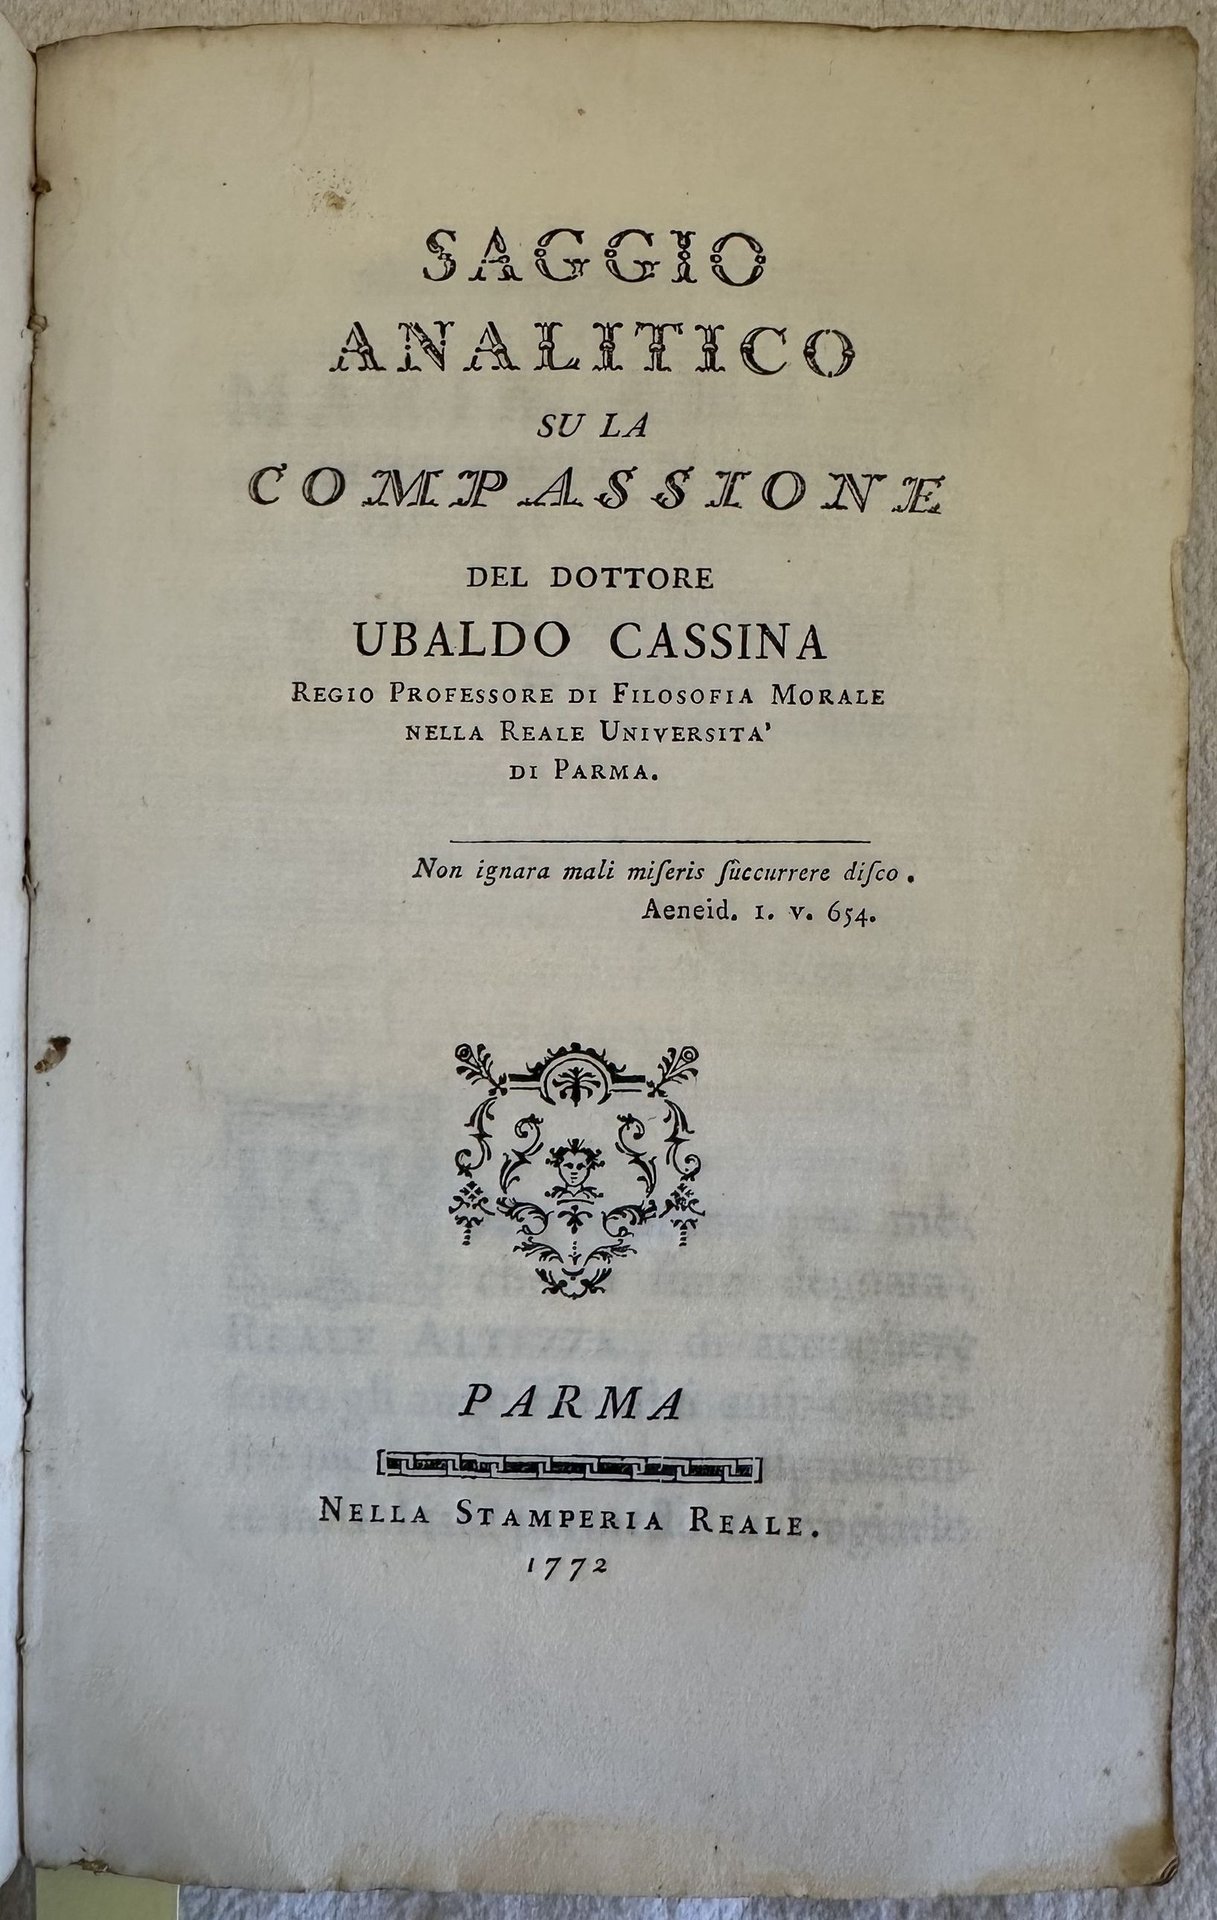 SAGGIO
ANALITICO
SU LA
COMPASSIONE
DEL DOTTORE
UBALDO CASSINA
REGIO PROFESSORE DI FILOSOFIA MORALE
NELLA REALE UNIVERSITA'
DI PARMA.
Non ignara mali miſeris ſuccurrere diſco.
Aeneid. 1. v. 654.
PARMA
NELLA STAMPERIA REALE.
1772